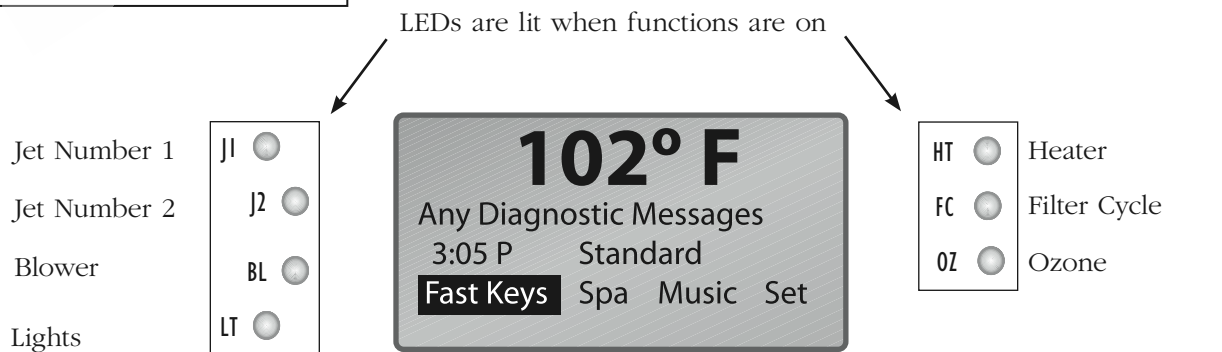 LEDs are lit when functions are on
Jet Number 1
J1
Jet Number 2
J2
Blower
BL
Lights
LT
102º F
Any Diagnostic Messages
3:05 P Standard
Fast Keys Spa Music Set
HT Heater
FC Filter Cycle
OZ Ozone